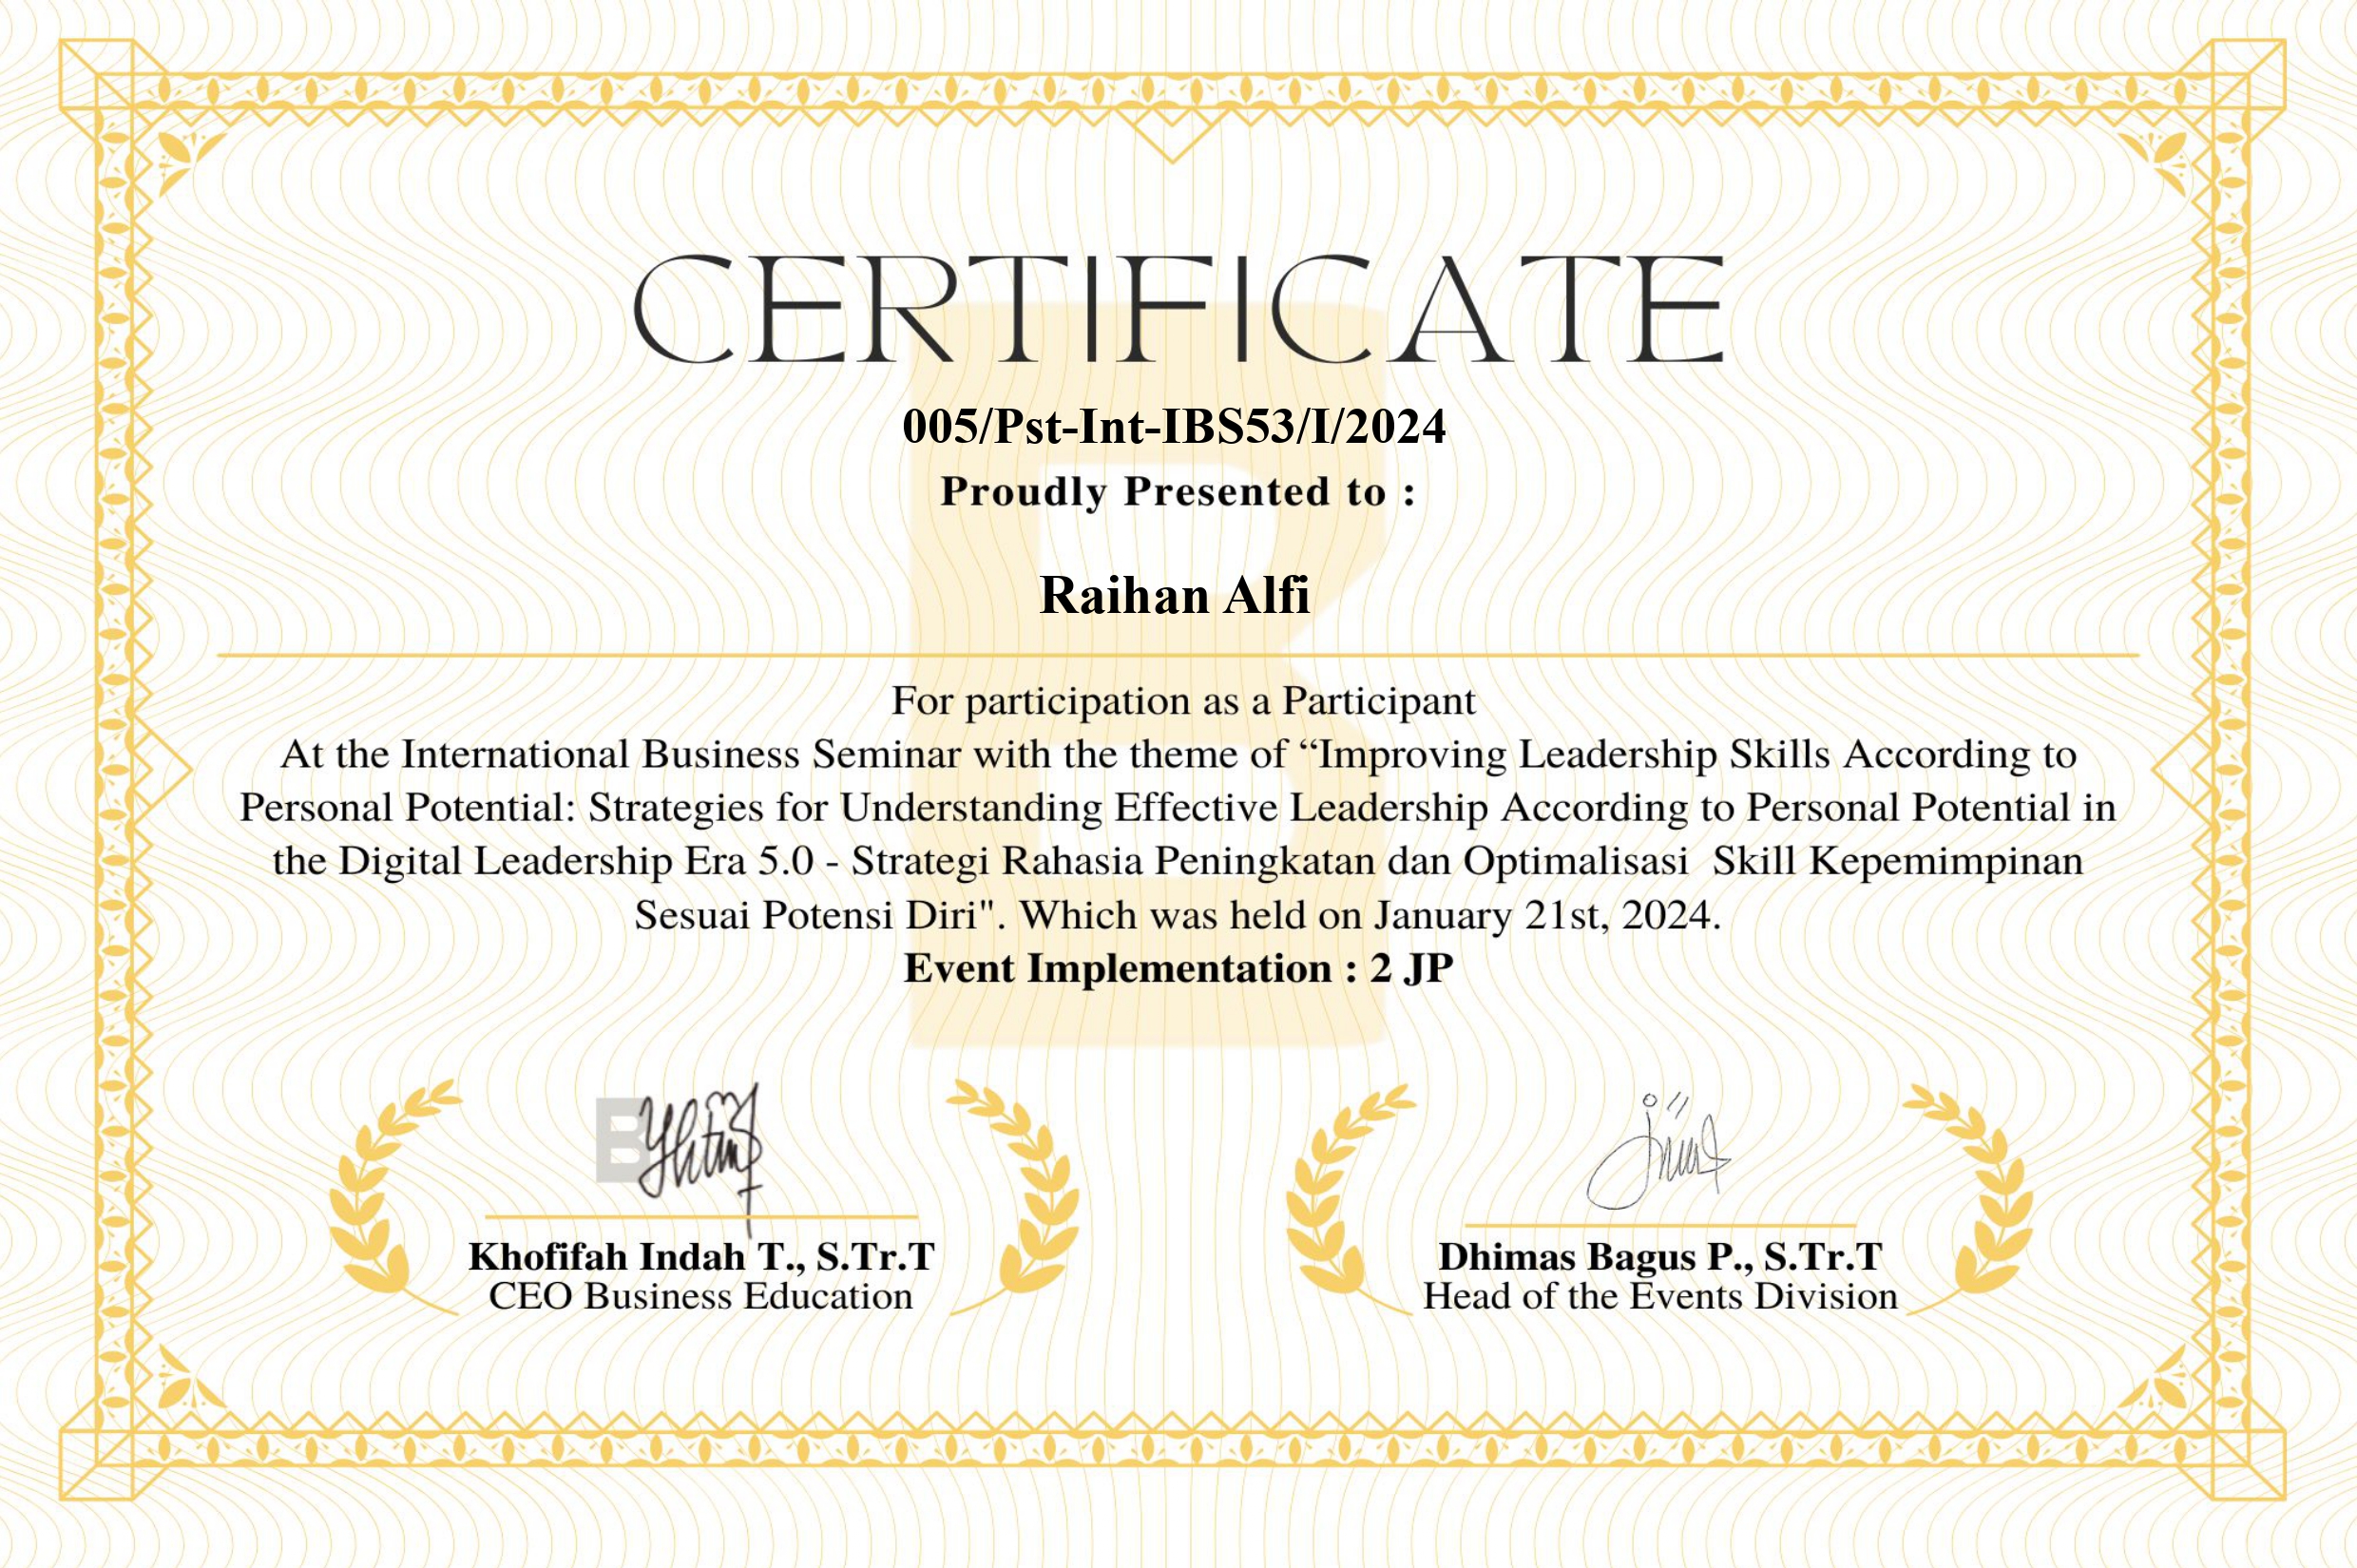 CERTIFICATE
005/Pst-Int-IBS53/I/2024
Proudly Presented to :
Raihan Alfi
For participation as a Participant
At the International Business Seminar with the theme of “Improving Leadership Skills According to
Personal Potential: Strategies for Understanding Effective Leadership According to Personal Potential in
the Digital Leadership Era 5.0 - Strategi Rahasia Peningkatan dan Optimalisasi  Skill Kepemimpinan
Sesuai Potensi Diri". Which was held on January 21st, 2024.
Event Implementation : 2 JP
B
Khofifah Indah T., S.Tr.T
CEO Business Education
Dhimas Bagus P., S.Tr.T
Head of the Events Division